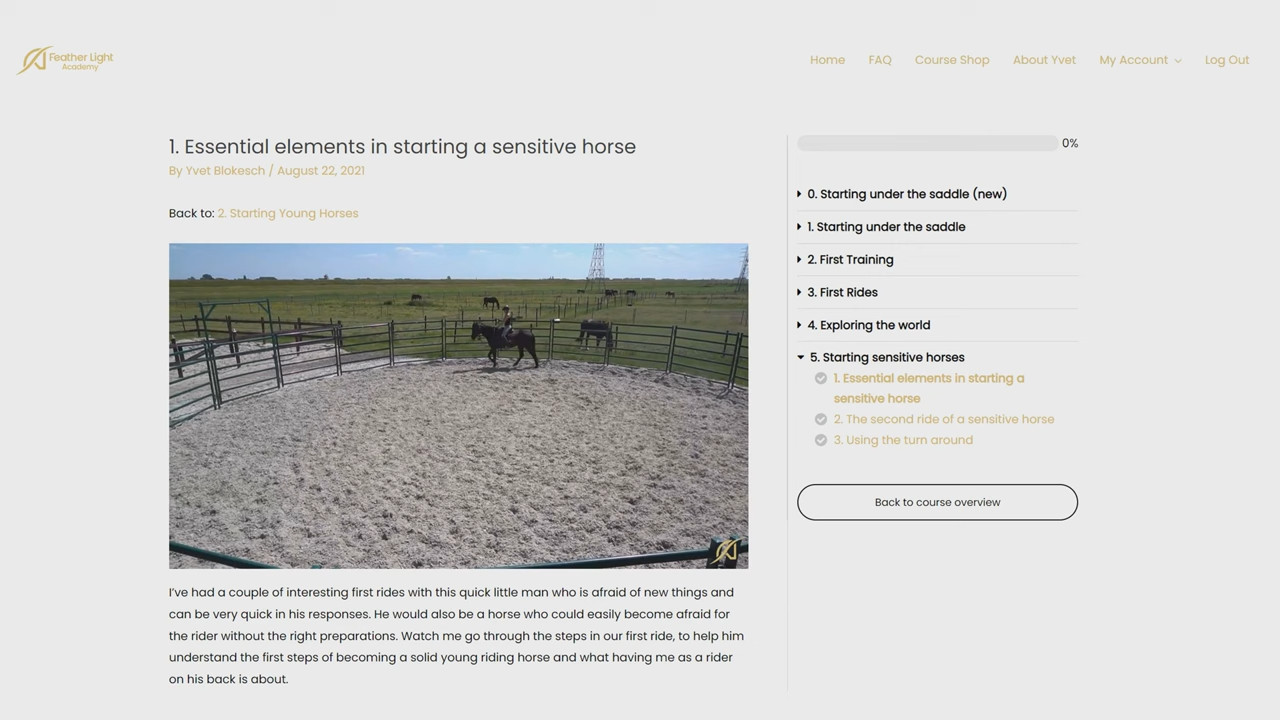 Feather Light
Academy
Home FAQ Course Shop About Yvet My Account Log Out
1. Essential elements in starting a sensitive horse
By Yvet Blokesch / August 22, 2021
Back to: 2. Starting Young Horses
I've had a couple of interesting first rides with this quick little man who is afraid of new things and
can be very quick in his responses. He would also be a horse who could easily become afraid for
the rider without the right preparations. Watch me go through the steps in our first ride, to help him
understand the first steps of becoming a solid young riding horse and what having me as a rider
on his back is about.
0%
0. Starting under the saddle (new)
1. Starting under the saddle
2. First Training
3. First Rides
4. Exploring the world
5. Starting sensitive horses
1. Essential elements in starting a
sensitive horse
2. The second ride of a sensitive horse
3. Using the turn around
Back to course overview